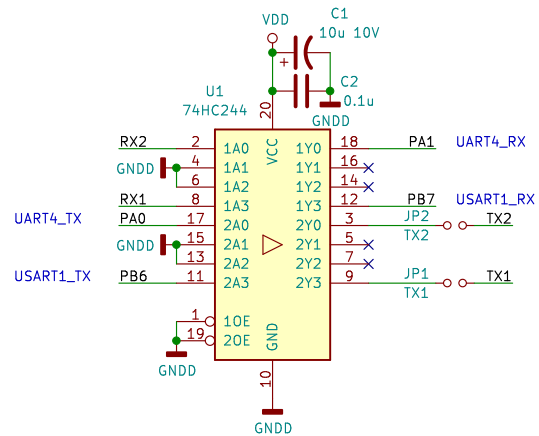 VDD
C1
10u 10V
+
C2
0.1u
GNDD
U1
74HC244
20
VCC
RX2 2 1A0 1Y0 18 PA1 UART4_RX
GNDD 4 1A1 1Y1 16
6 1A2 1Y2 14
RX1 8 1A3 1Y3 12 PB7 USART1_RX
UART4_TX PA0 17 2A0 2Y0 3 JP2 TX2
TX2
GNDD 15 2A1 2Y1 5
13 2A2 2Y2 7
USART1_TX PB6 11 2A3 2Y3 9 JP1 TX1
TX1
1 1OE
19 2OE
GND
GNDD
10
GNDD